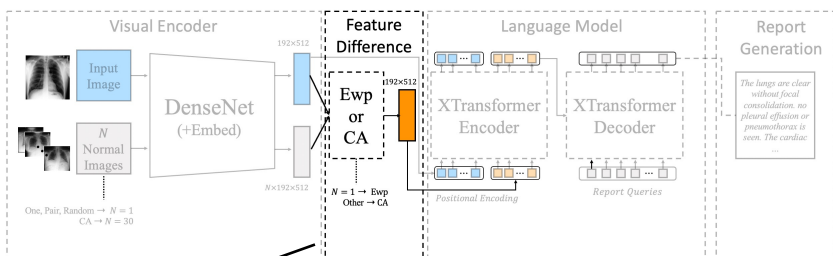 Visual Encoder
Feature
Difference
Language Model
Report
Generation
192×512
Input
Image
DenseNet
(+Embed)
N
Normal
Images
N×192×512
One, Pair, Random → N = 1
CA → N = 30
192×512
Ewp
or
CA
N = 1 → Ewp
Other → CA
XTransformer
Encoder
XTransformer
Decoder
Positional Encoding
Report Queries
The lungs are clear
without focal
consolidation. no
pleural effusion or
pneumothorax is
seen. The cardiac
...